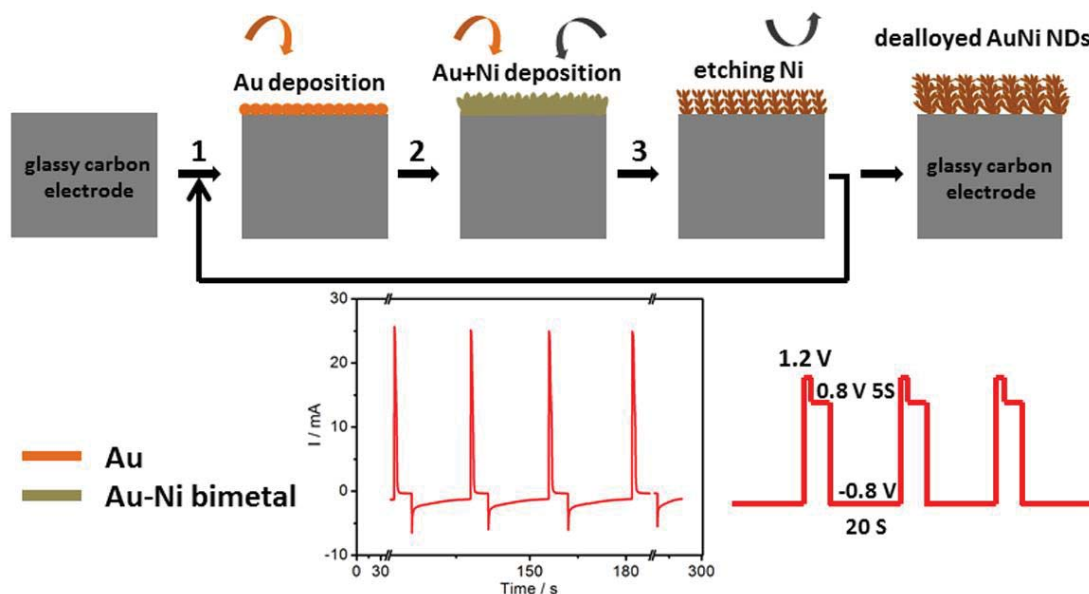 Au deposition
Au+Ni deposition
etching Ni
dealloyed AuNi NDs
glassy carbon
electrode
1
2
3
glassy carbon
electrode
30
20
10
0
-10
I / mA
0
30
150
180
300
Time / s
Au
Au-Ni bimetal
1.2 V
0.8 V 5S
-0.8 V
20 S